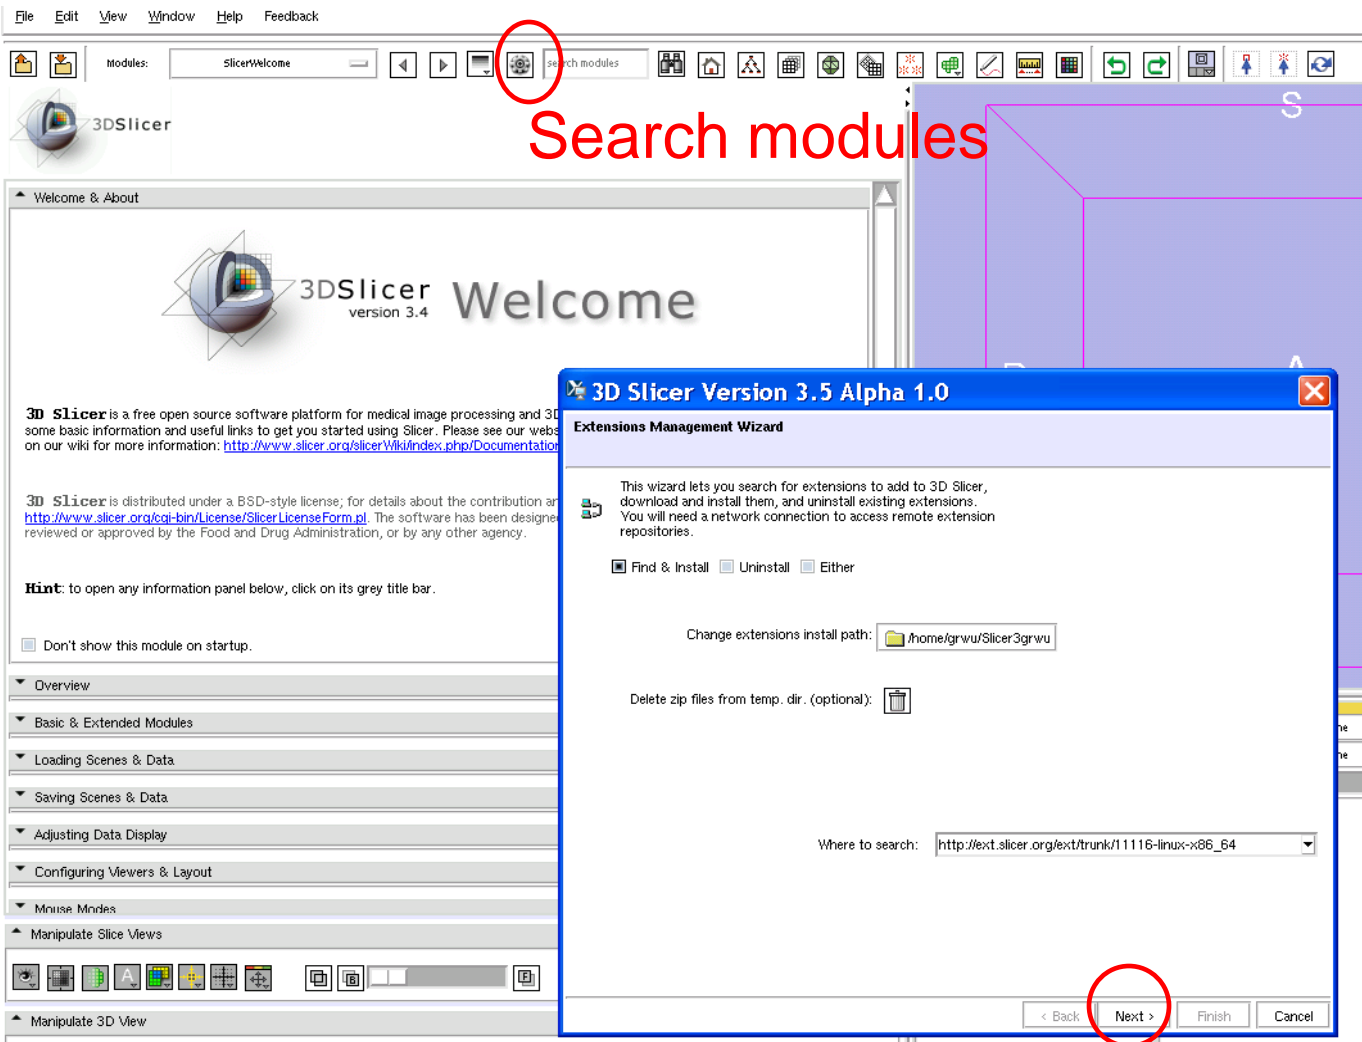 File Edit View Window Help Feedback
Modules: SlicerWelcome search modules
3DSlicer
Search modules
S
Welcome & About
3DSlicer
version 3.4
Welcome
A
3D Slicer is a free open source software platform for medical image processing and 3D
some basic information and useful links to get you started using Slicer. Please see our webs
on our wiki for more information: http://www.slicer.org/slicerWiki/index.php/Documentation
3D Slicer is distributed under a BSD-style license; for details about the contribution an
http://www.slicer.org/cgi-bin/License/SlicerLicenseForm.pl. The software has been designe
reviewed or approved by the Food and Drug Administration, or by any other agency.
Hint: to open any information panel below, click on its grey title bar.
Don't show this module on startup.
Overview
Basic & Extended Modules
Loading Scenes & Data
Saving Scenes & Data
Adjusting Data Display
Configuring Viewers & Layout
Mouse Modes
Manipulate Slice Views
A B F
Manipulate 3D View
3D Slicer Version 3.5 Alpha 1.0
Extensions Management Wizard
This wizard lets you search for extensions to add to 3D Slicer,
download and install them, and uninstall existing extensions.
You will need a network connection to access remote extension
repositories.
Find & Install Uninstall Either
Change extensions install path: /home/grwu/Slicer3grwu
Delete zip files from temp. dir. (optional):
Where to search: http://ext.slicer.org/ext/trunk/11116-linux-x86_64
< Back Next > Finish Cancel
ne
ne